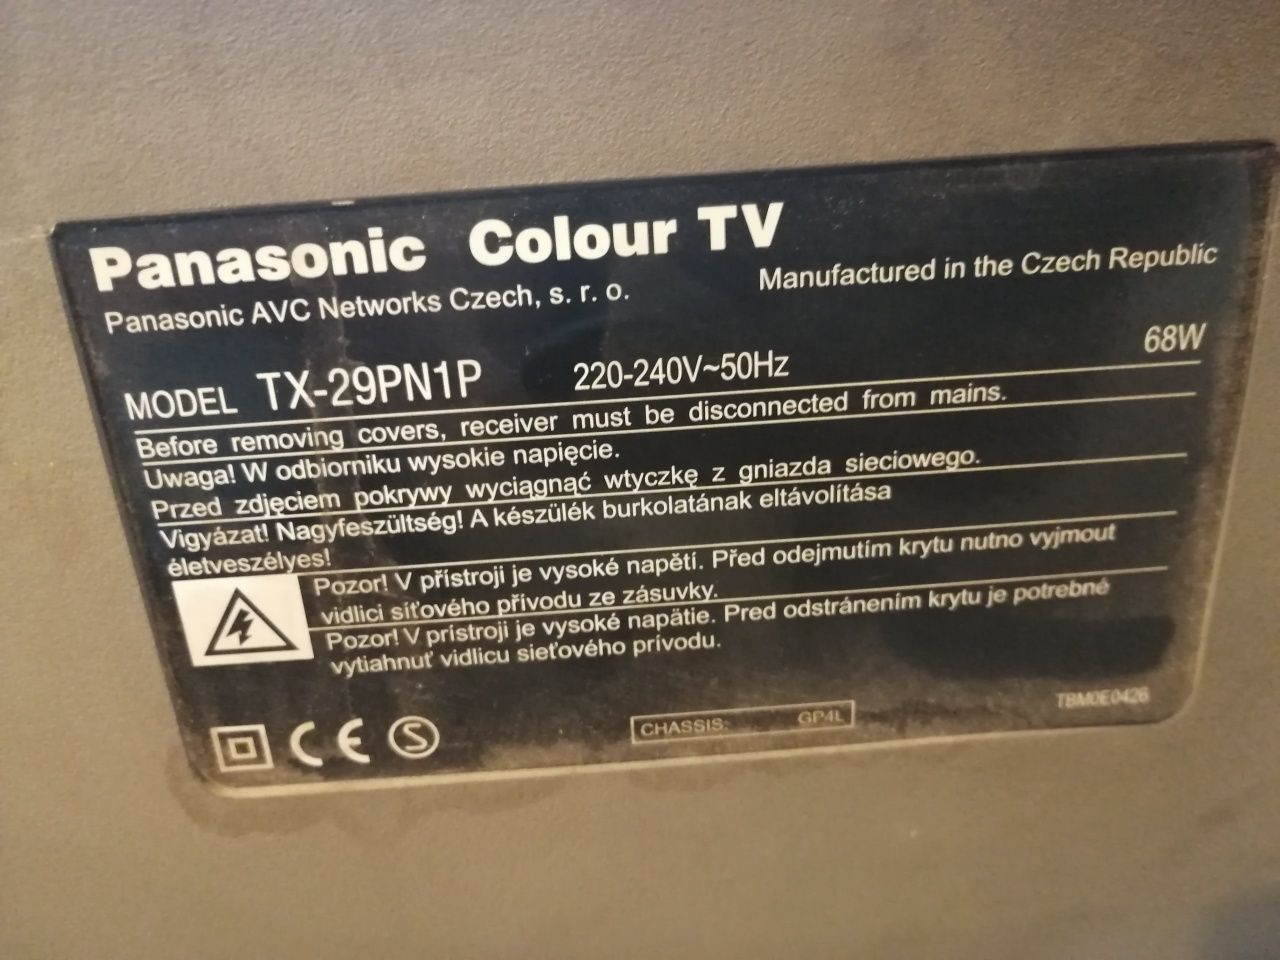 Panasonic Colour TV
Panasonic AVC Networks Czech, s. r. o.
Manufactured in the Czech Republic
MODEL TX-29PN1P 220-240V~50Hz 68W
Before removing covers, receiver must be disconnected from mains.
Uwaga! W odbiorniku wysokie napięcie.
Przed zdjęciem pokrywy wyciągnąć wtyczkę z gniazda sieciowego.
Vigyázat! Nagyfeszültség! A készülék burkolatának eltávolítása
életveszélyes!
Pozor! V přístroji je vysoké napětí. Před odejmutím krytu nutno vyjmout
vidlici síťového přívodu ze zásuvky.
Pozor! V prístroji je vysoké napätie. Pred odstránením krytu je potrebné
vytiahnuť vidlicu sieťového prívodu.
CE S
CHASSIS: GP4L
TBM0E0426